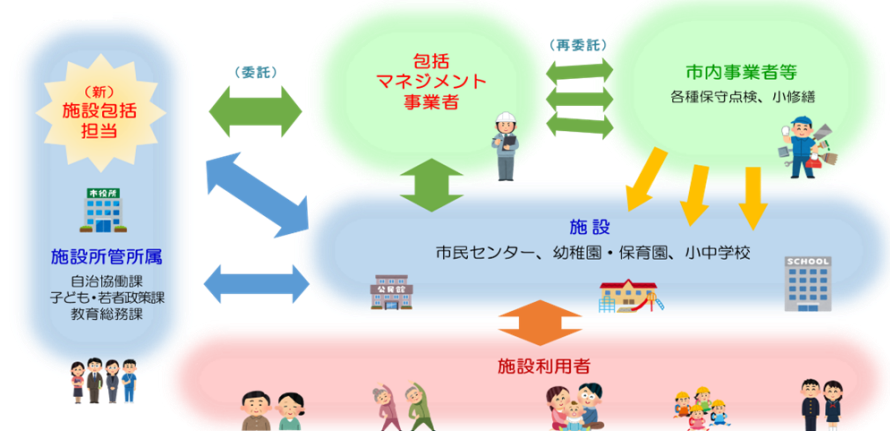 （新）
施設包括
担当
市役所
施設所管所属
自治協働課
子ども・若者政策課
教育総務課
（委託）
包括
マネジメント
事業者
（再委託）
市内事業者等
各種保守点検、小修繕
施設
市民センター、幼稚園・保育園、小中学校
公民館
SCHOOL
施設利用者